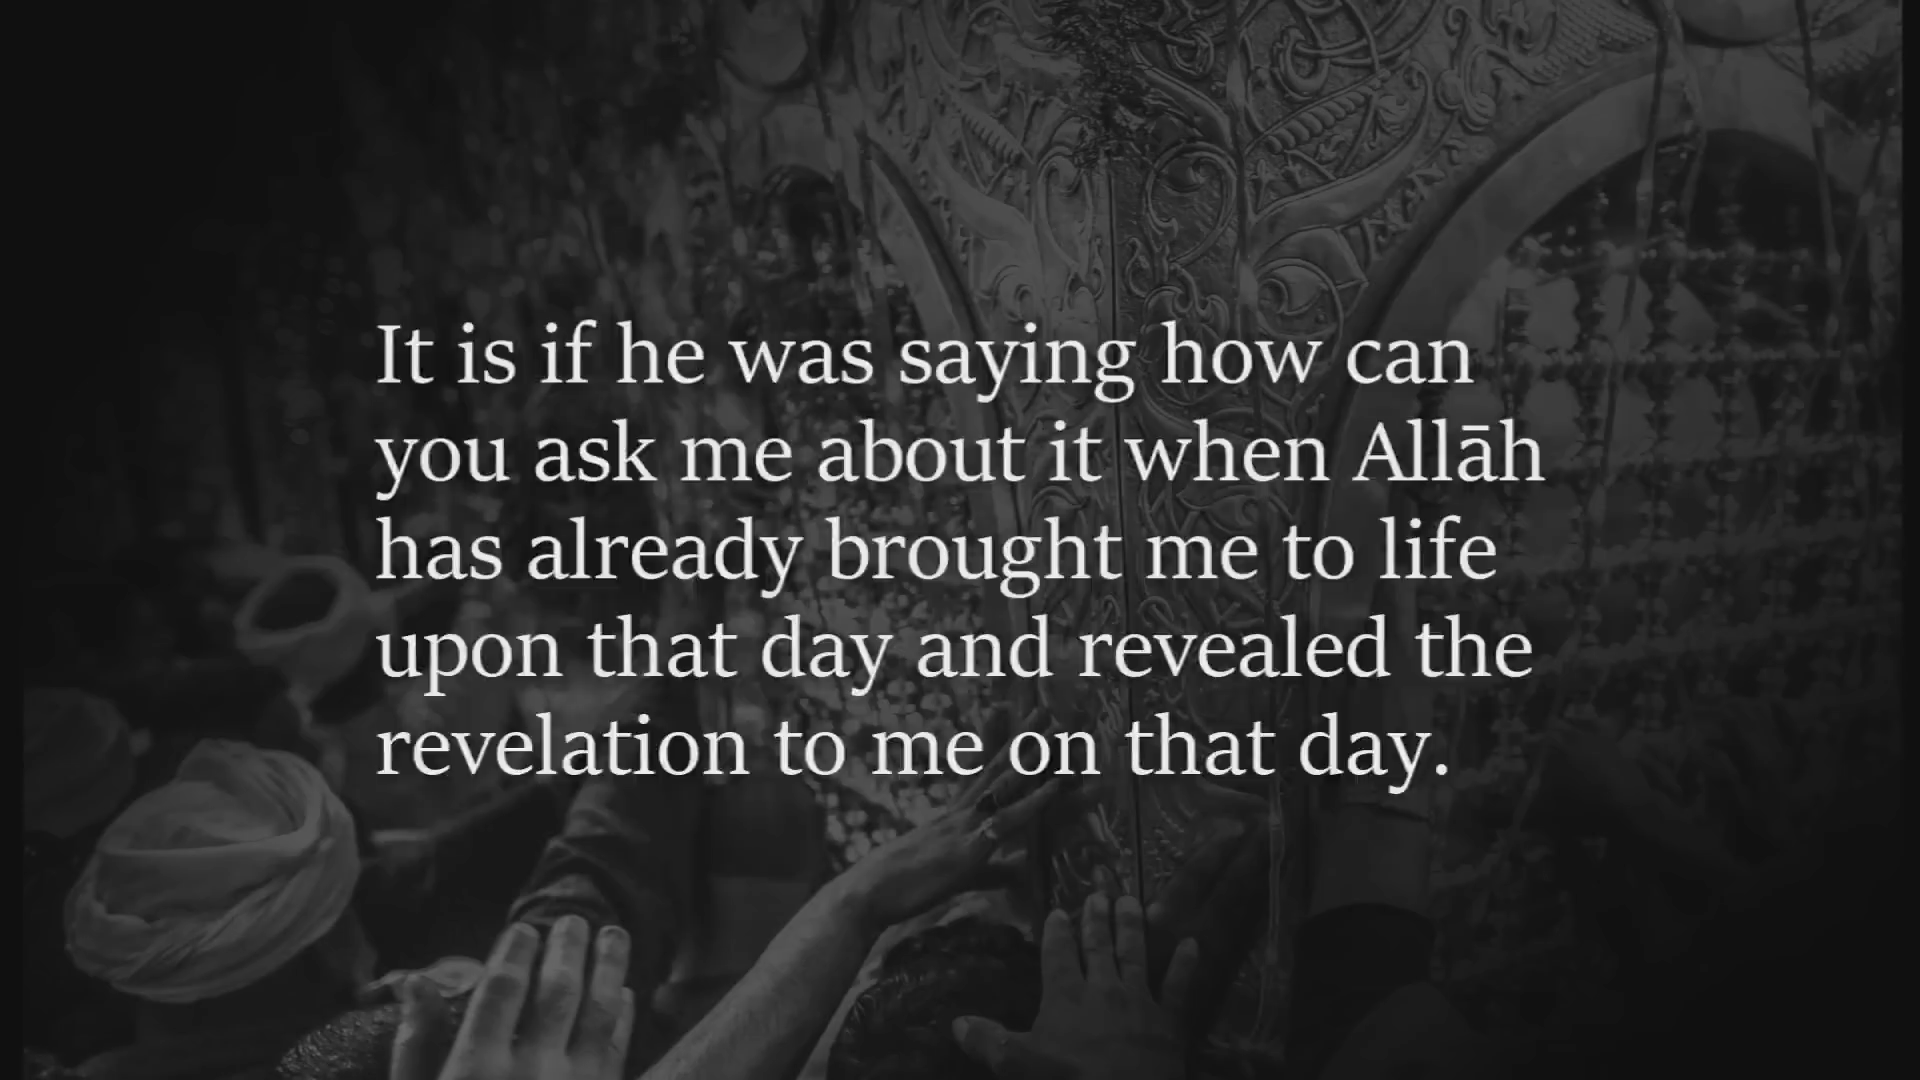 It is if he was saying how can
you ask me about it when Allāh
has already brought me to life
upon that day and revealed the
revelation to me on that day.